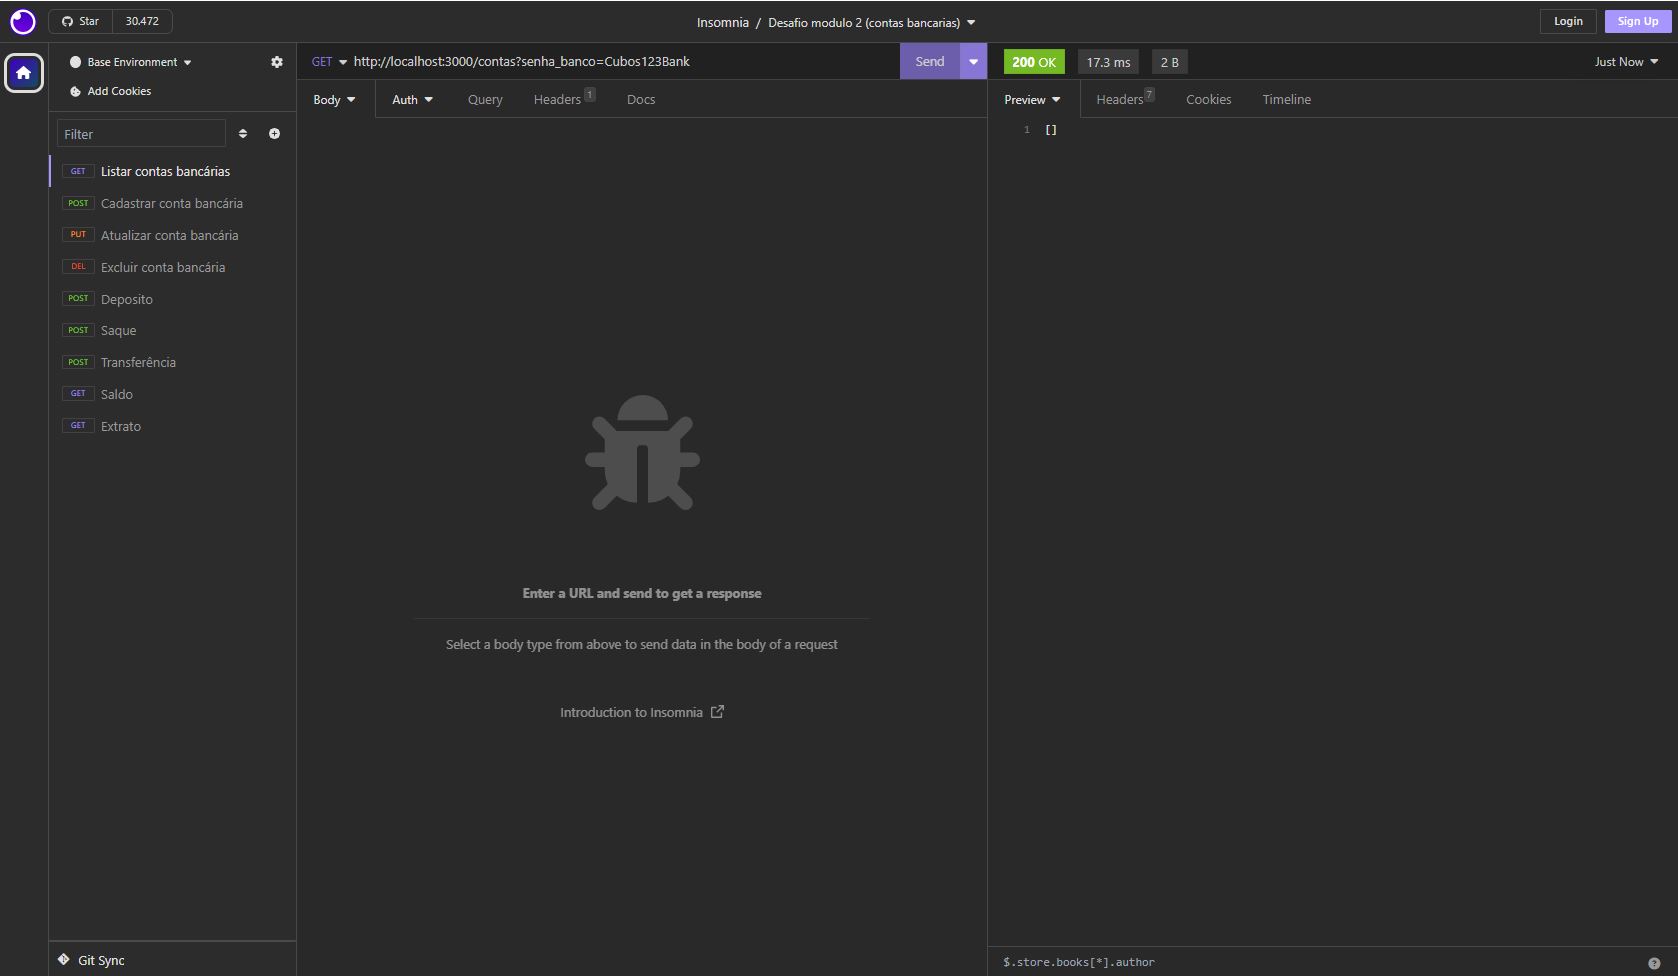 Star 30.472
Insomnia / Desafio modulo 2 (contas bancarias)
Login Sign Up
Base Environment
Add Cookies
Filter
GET Listar contas bancárias
POST Cadastrar conta bancária
PUT Atualizar conta bancária
DEL Excluir conta bancária
POST Deposito
POST Saque
POST Transferência
GET Saldo
GET Extrato
Git Sync
GET http://localhost:3000/contas?senha_banco=Cubos123Bank Send
Body Auth Query Headers 1 Docs
Enter a URL and send to get a response
Select a body type from above to send data in the body of a request
Introduction to Insomnia
200 OK 17.3 ms 2 B Just Now
Preview Headers 7 Cookies Timeline
1 []
$.store.books[*].author ?